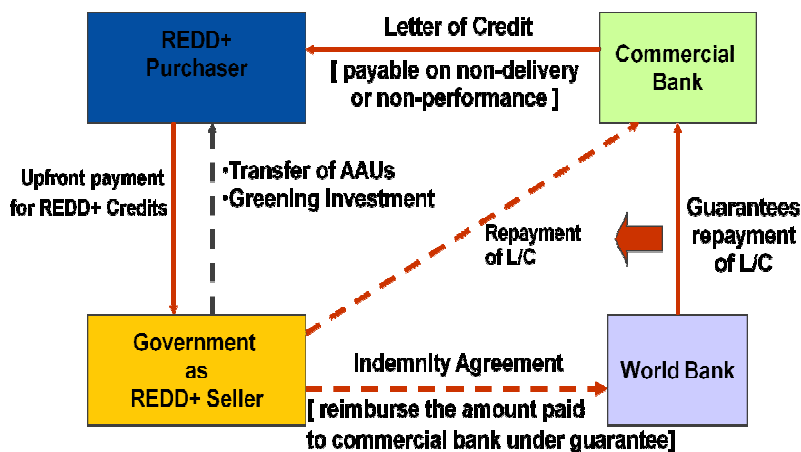 REDD+
Purchaser
Letter of Credit
[ payable on non-delivery
or non-performance ]
Commercial
Bank
Upfront payment
for REDD+ Credits
•Transfer of AAUs
•Greening Investment
Repayment
of L/C
Guarantees
repayment
of L/C
Government
as
REDD+ Seller
Indemnity Agreement
[ reimburse the amount paid
to commercial bank under guarantee]
World Bank